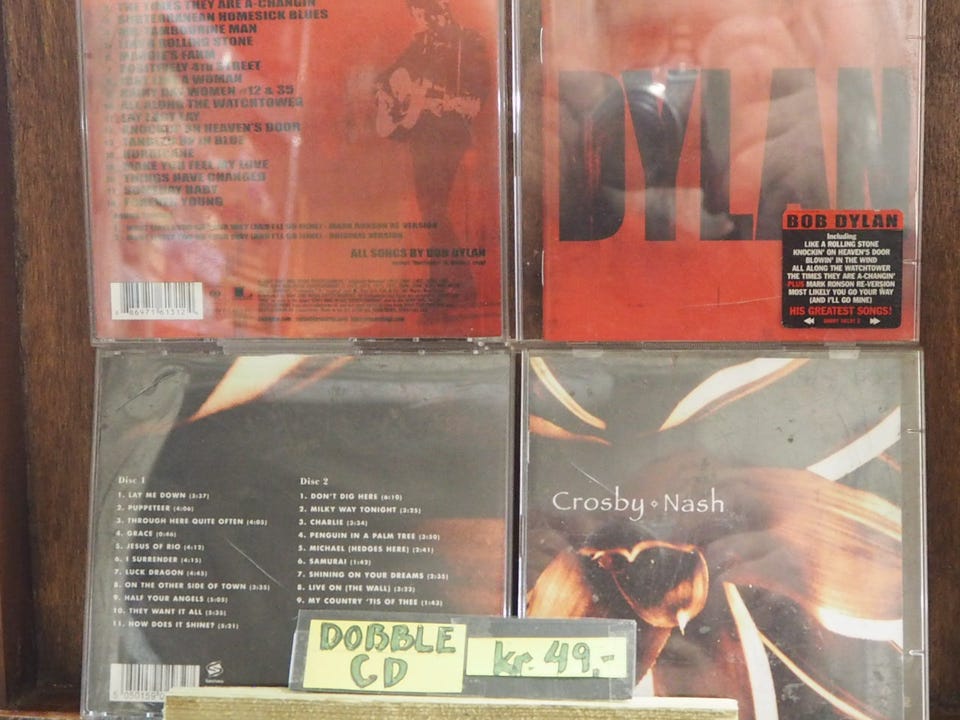 THE TIMES THEY ARE A-CHANGIN'
SUBTERRANEAN HOMESICK BLUES
MR. TAMBOURINE MAN
LIKE A ROLLING STONE
MAGGIE'S FARM
POSITIVELY 4TH STREET
JUST LIKE A WOMAN
RAINY DAY WOMEN #12 & 35
ALL ALONG THE WATCHTOWER
LAY LADY LAY
KNOCKIN' ON HEAVEN'S DOOR
TANGLED UP IN BLUE
HURRICANE
MAKE YOU FEEL MY LOVE
THINGS HAVE CHANGED
SOMEDAY BABY
FOREVER YOUNG
ALL SONGS BY BOB DYLAN
DYLAN
BOB DYLAN
Including
LIKE A ROLLING STONE
KNOCKIN' ON HEAVEN'S DOOR
BLOWIN' IN THE WIND
ALL ALONG THE WATCHTOWER
THE TIMES THEY ARE A-CHANGIN'
PLUS MARK RONSON RE-VERSION
MOST LIKELY YOU GO YOUR WAY
(AND I'LL GO MINE)
HIS GREATEST SONGS!
Disc 1
1. LAY ME DOWN (3:27)
2. PUPPETEER (4:06)
3. THROUGH HERE QUITE OFTEN (4:05)
4. GRACE (0:46)
5. JESUS OF RIO (4:12)
6. I SURRENDER (4:15)
7. LUCK DRAGON (4:45)
8. ON THE OTHER SIDE OF TOWN (3:35)
9. HALF YOUR ANGELS (5:05)
10. THEY WANT IT ALL (5:35)
11. HOW DOES IT SHINE? (5:21)
Disc 2
1. DON'T DIG HERE (6:10)
2. MILKY WAY TONIGHT (3:25)
3. CHARLIE (3:34)
4. PENGUIN IN A PALM TREE (3:50)
5. MICHAEL (HEDGES HERE) (2:41)
6. SAMURAI (1:42)
7. SHINING ON YOUR DREAMS (2:35)
8. LIVE ON (THE WALL) (3:23)
9. MY COUNTRY 'TIS OF THEE (1:43)
Crosby ⋄ Nash
DOBBLE
CD
kr. 49,-